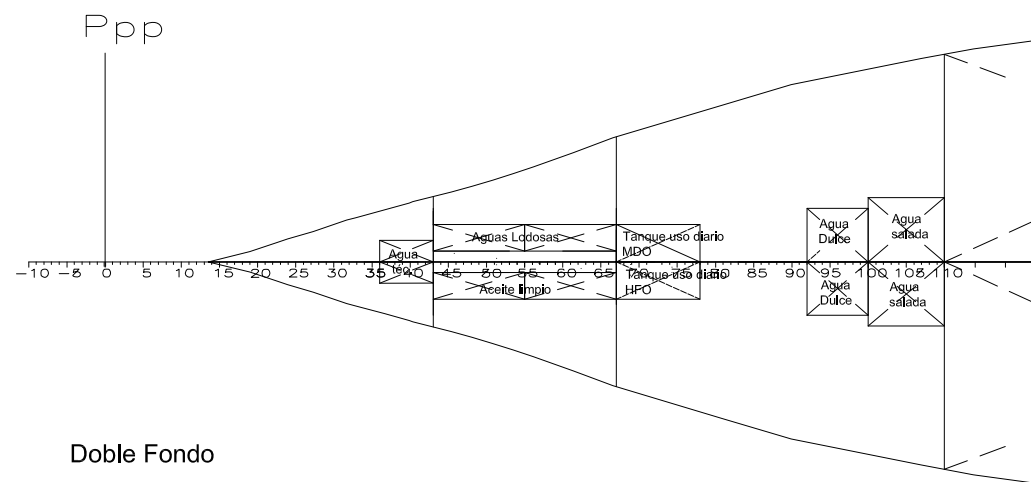 Ppp
Aguas Lodosas
Tanque uso diario
MDO
Agua
Dulce
Agua
salada
Agua
tec
-10 -5 0 5 10 15 20 25 30 35 40 45 50 55 60 65 70 75 80 85 90 95 100 105 110
Aceite limpio
Tanque uso diario
HFO
Agua
Dulce
Agua
salada
Doble Fondo